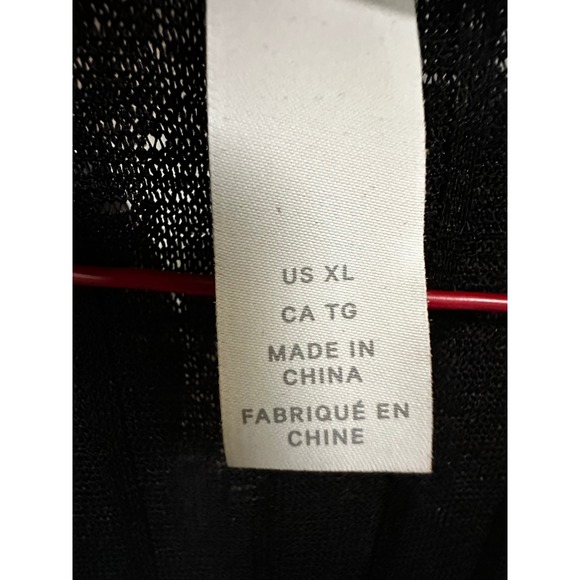 US XL
CA TG
MADE IN
CHINA
FABRIQUÉ EN
CHINE